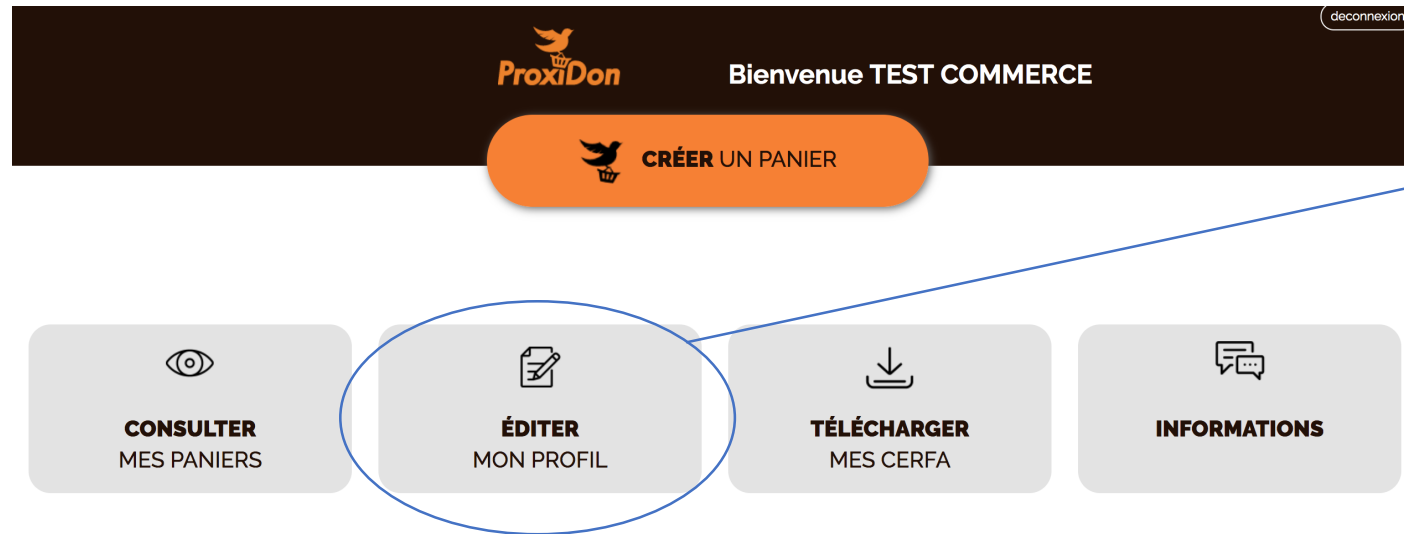 deconnexion
ProxiDon
Bienvenue TEST COMMERCE
CRÉER UN PANIER
CONSULTER
MES PANIERS
ÉDITER
MON PROFIL
TÉLÉCHARGER
MES CERFA
INFORMATIONS